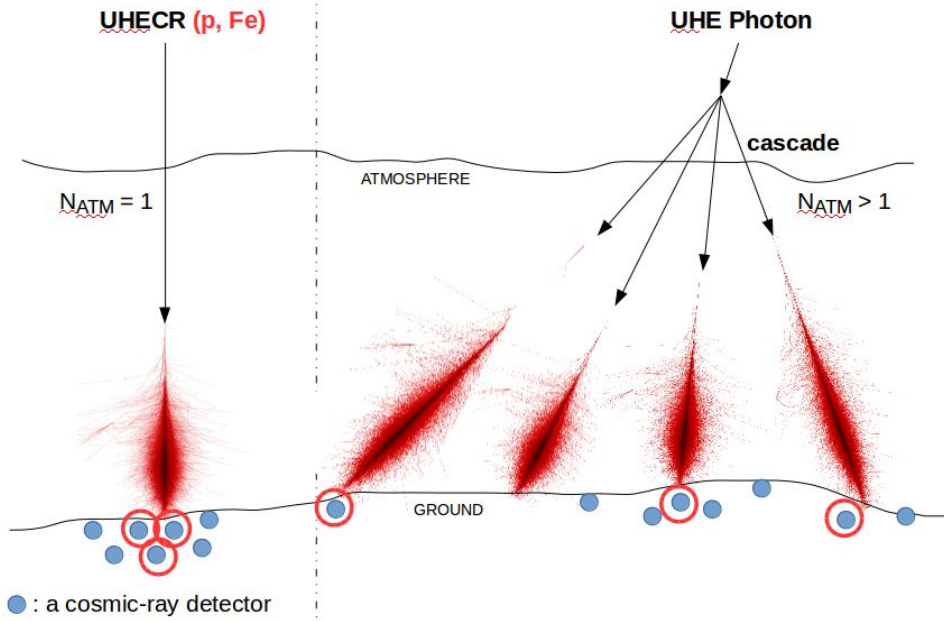 UHECR (p, Fe)
UHE Photon
cascade
ATMOSPHERE
NATM = 1
NATM > 1
GROUND
: a cosmic-ray detector